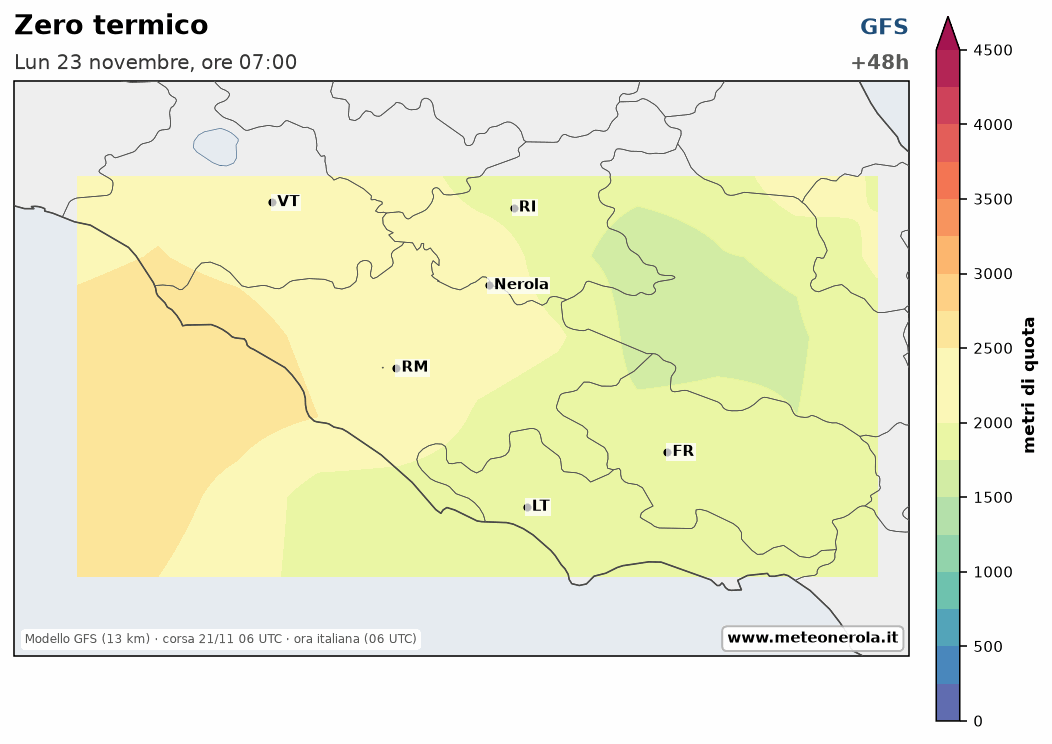 Zero termico
GFS
Lun 23 novembre, ore 07:00
+48h
VT
RI
Nerola
RM
FR
LT
4500
4000
3500
3000
2500
2000
1500
1000
500
0
metri di quota
Modello GFS (13 km) · corsa 21/11 06 UTC · ora italiana (06 UTC)
www.meteonerola.it